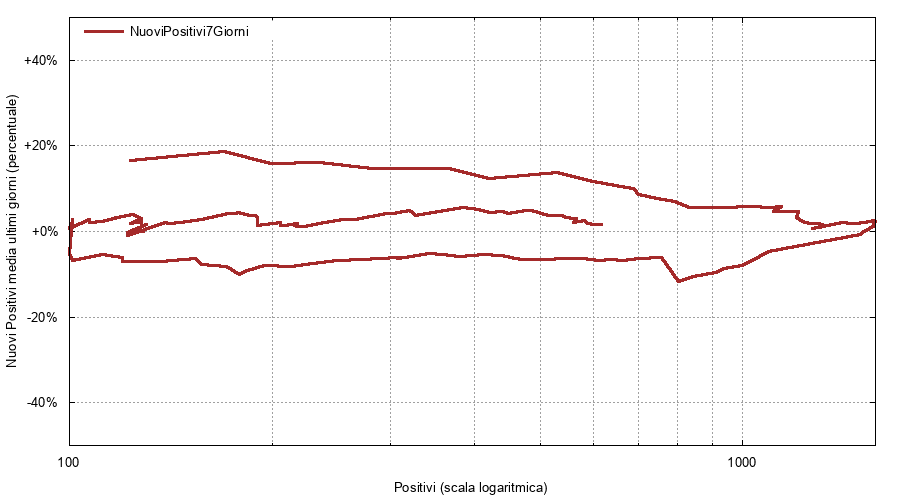 NuoviPositivi7Giorni
+40%
+20%
+0%
-20%
-40%
Nuovi Positivi media ultimi giorni (percentuale)
100
1000
Positivi (scala logaritmica)